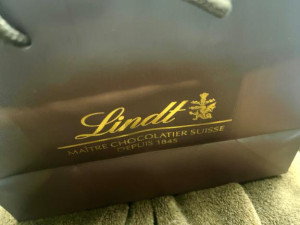 Lindt
MAÎTRE CHOCOLATIER SUISSE
DEPUIS 1845